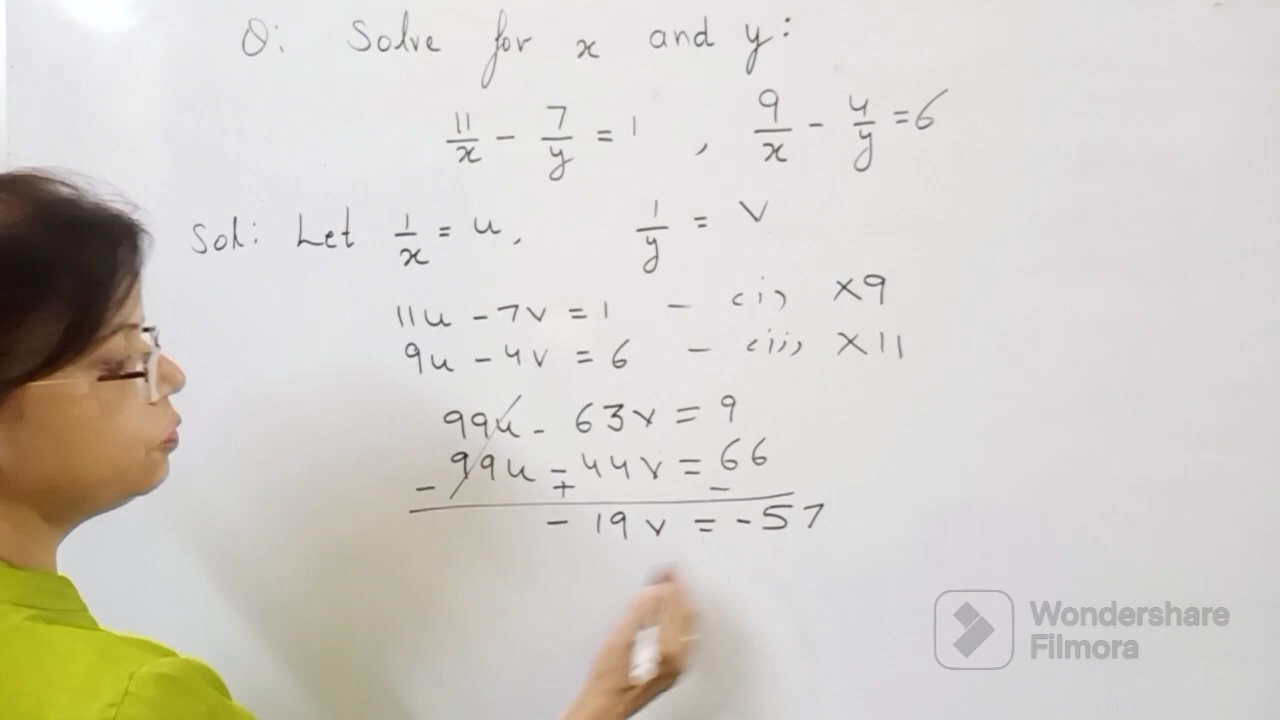 Q: Solve for x and y:
11/x - 7/y = 1 , 9/x - 4/y = 6
Sol: Let 1/x = u, 1/y = v
11u - 7v = 1 - (i) ×9
9u - 4v = 6 - (ii) ×11
99u - 63v = 9
99u - 44v = 66
- + -
- 19v = -57
Wondershare
Filmora